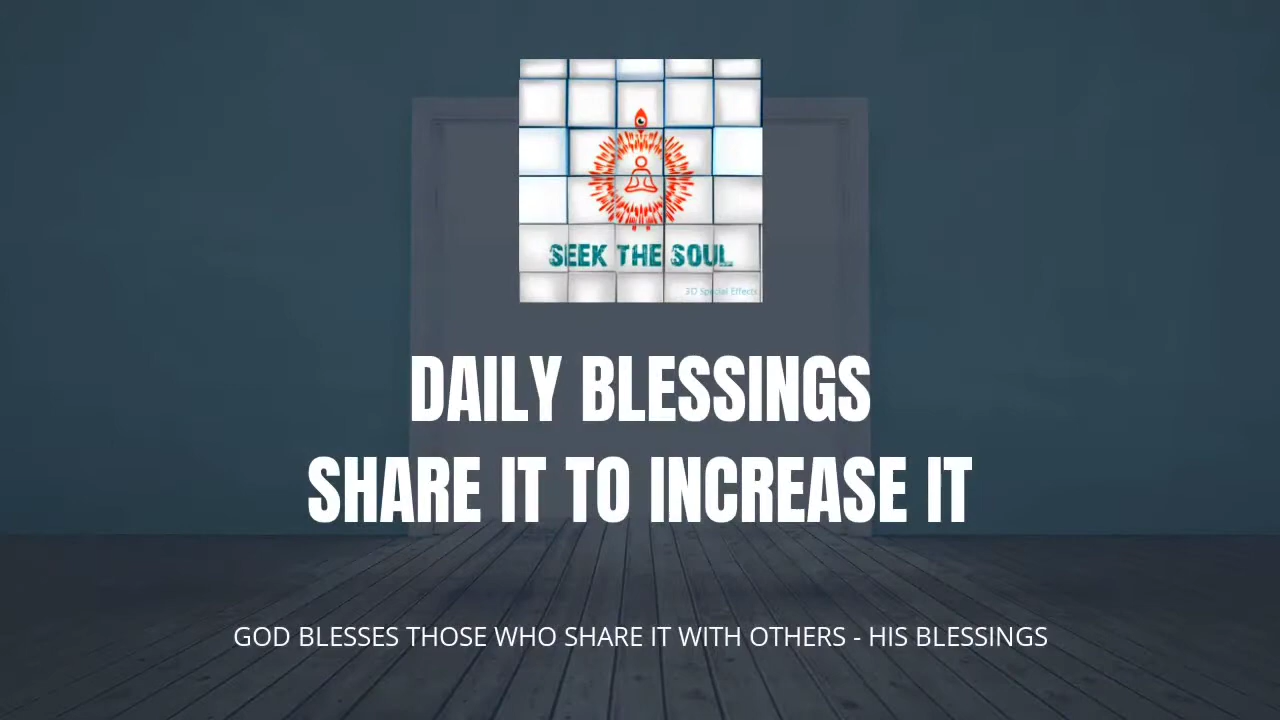 SEEK THE SOUL
3D Special Effects
DAILY BLESSINGS
SHARE IT TO INCREASE IT
GOD BLESSES THOSE WHO SHARE IT WITH OTHERS - HIS BLESSINGS